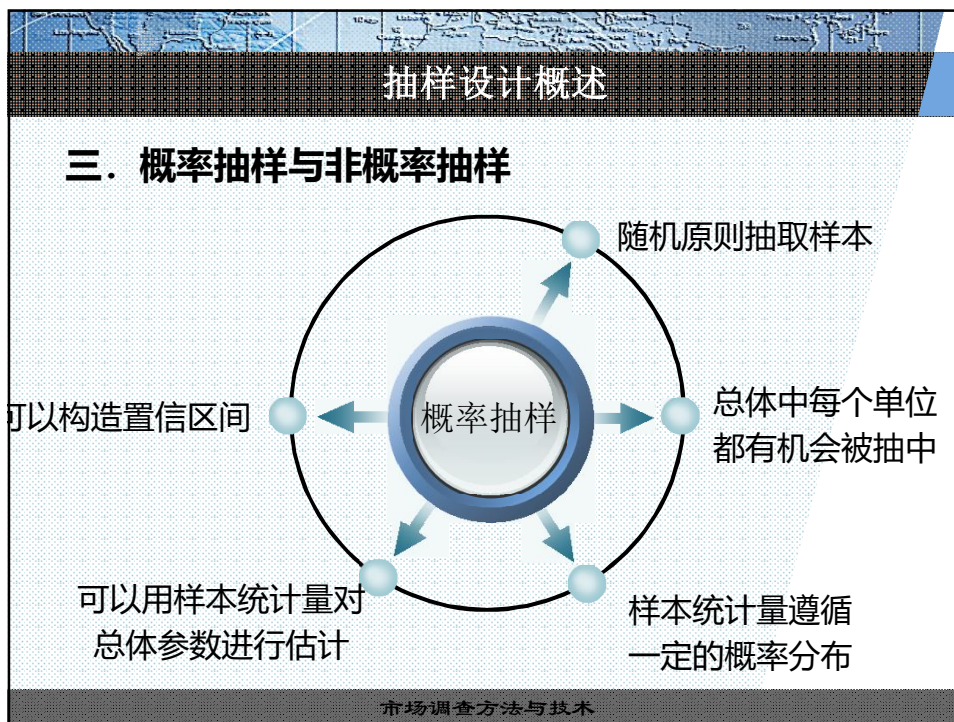 抽样设计概述
三．概率抽样与非概率抽样
随机原则抽取样本
总体中每个单位
都有机会被抽中
样本统计量遵循
一定的概率分布
可以用样本统计量对
总体参数进行估计
可以构造置信区间
概率抽样
市场调查方法与技术